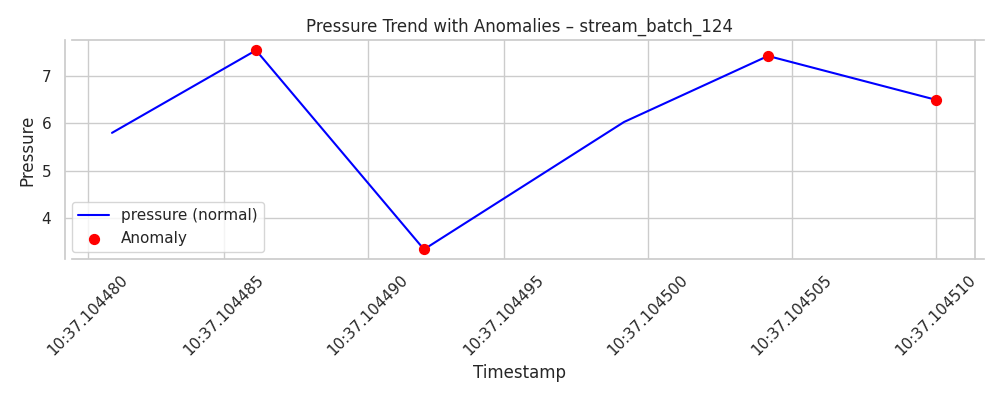 Pressure Trend with Anomalies – stream_batch_124
Pressure
7
6
5
4
pressure (normal)
Anomaly
10:37.104480
10:37.104485
10:37.104490
10:37.104495
10:37.104500
10:37.104505
10:37.104510
Timestamp